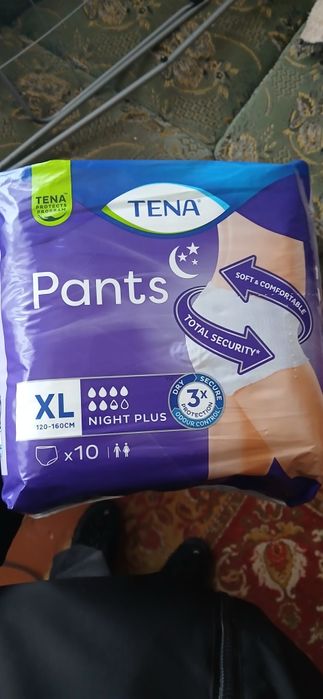 TENA
PROTECTS
PROGRAM
TENA
Pants
SOFT & COMFORTABLE
TOTAL SECURITY*
XL
120-160CM
NIGHT PLUS
DRY SECURE
3X
PROTECTION
ODOUR CONTROL
x10